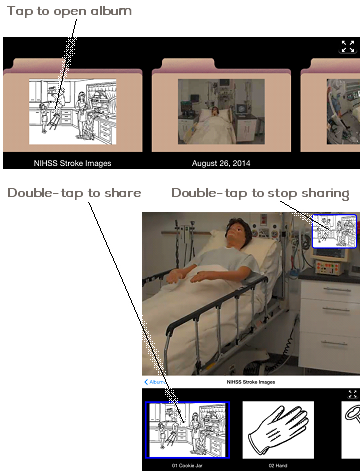 Tap to open album
NIHSS Stroke Images
August 26, 2014
Double-tap to share
Double-tap to stop sharing
Album
NIHSS Stroke Images
01 Cookie Jar
02 Hand